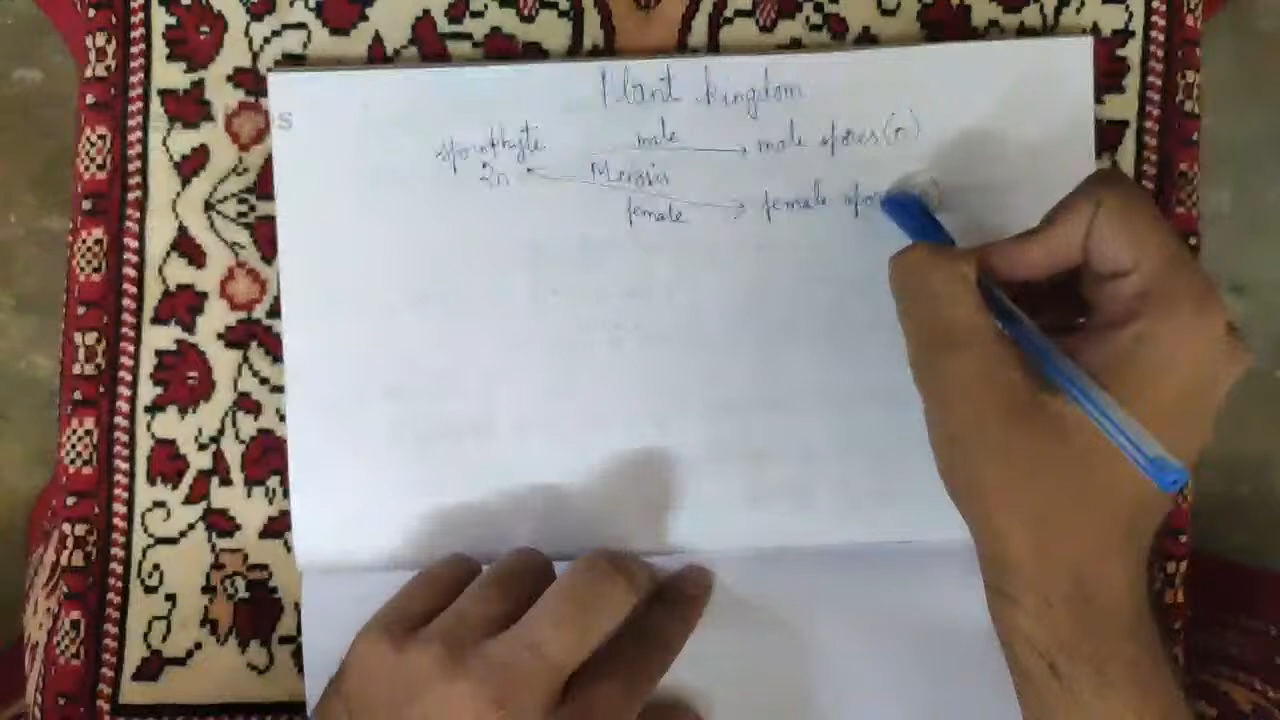 Plant kingdom
sporophyte male male spores(n)
2n Meiosis
female female spor